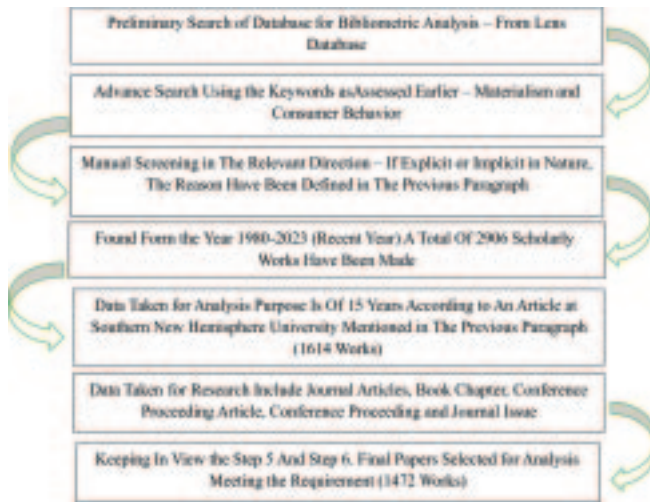 Preliminary Search of Database for Bibliometric Analysis – From Lens
Database
Advance Search Using the Keywords asAssessed Earlier – Materialism and
Consumer Behavior
Manual Screening in The Relevant Direction – If Explicit or Implicit in Nature,
The Reason Have Been Defined in The Previous Paragraph
Found Form the Year 1980-2023 (Recent Year) A Total Of 2906 Scholarly
Works Have Been Made
Data Taken for Analysis Purpose Is Of 15 Years According to An Article at
Southern New Hemisphere University Mentioned in The Previous Paragraph
(1614 Works)
Data Taken for Research Include Journal Articles, Book Chapter, Conference
Proceeding Article, Conference Proceeding and Journal Issue
Keeping In View the Step 5 And Step 6, Final Papers Selected for Analysis
Meeting the Requirement (1472 Works)